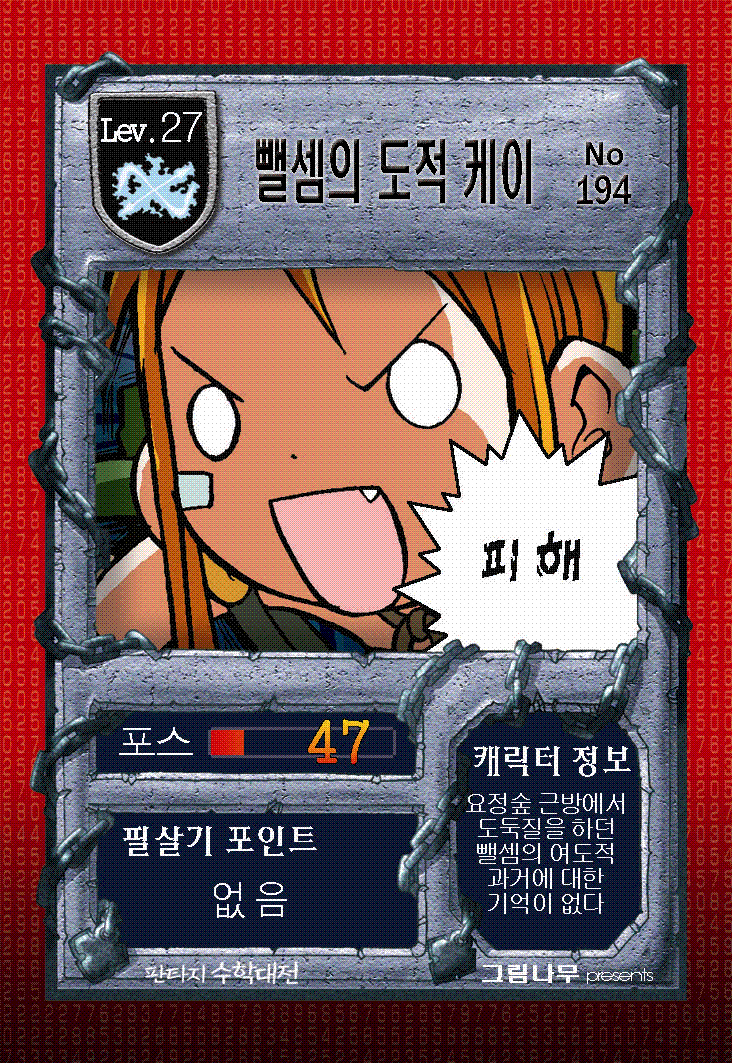 Lev.27
뺄셈의 도적 케이
No
194
피해
포스 47
캐릭터 정보
요정숲 근방에서
도둑질을 하던
뺄셈의 여도적
과거에 대한
기억이 없다
필살기 포인트
없음
판타지 수학대전
그림나무 presents